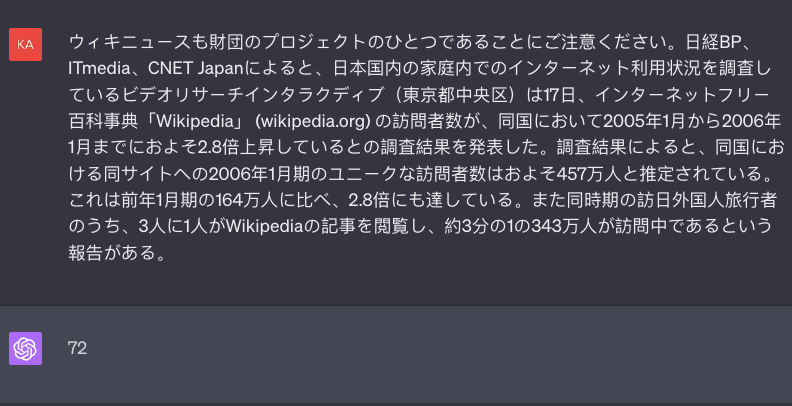 KA
ウィキニュースも財団のプロジェクトのひとつであることにご注意ください。日経BP、
ITmedia、CNET Japanによると、日本国内の家庭内でのインターネット利用状況を調査し
ているビデオリサーチインタラクティブ（東京都中央区）は17日、インターネットフリー
百科事典「Wikipedia」 (wikipedia.org) の訪問者数が、同国において2005年1月から2006年
1月までにおよそ2.8倍上昇しているとの調査結果を発表した。調査結果によると、同国にお
ける同サイトへの2006年1月期のユニークな訪問者数はおよそ457万人と推定されている。
これは前年1月期の164万人に比べ、2.8倍にも達している。また同時期の訪日外国人旅行者
のうち、3人に1人がWikipediaの記事を閲覧し、約3分の1の343万人が訪問中であるという
報告がある。
72